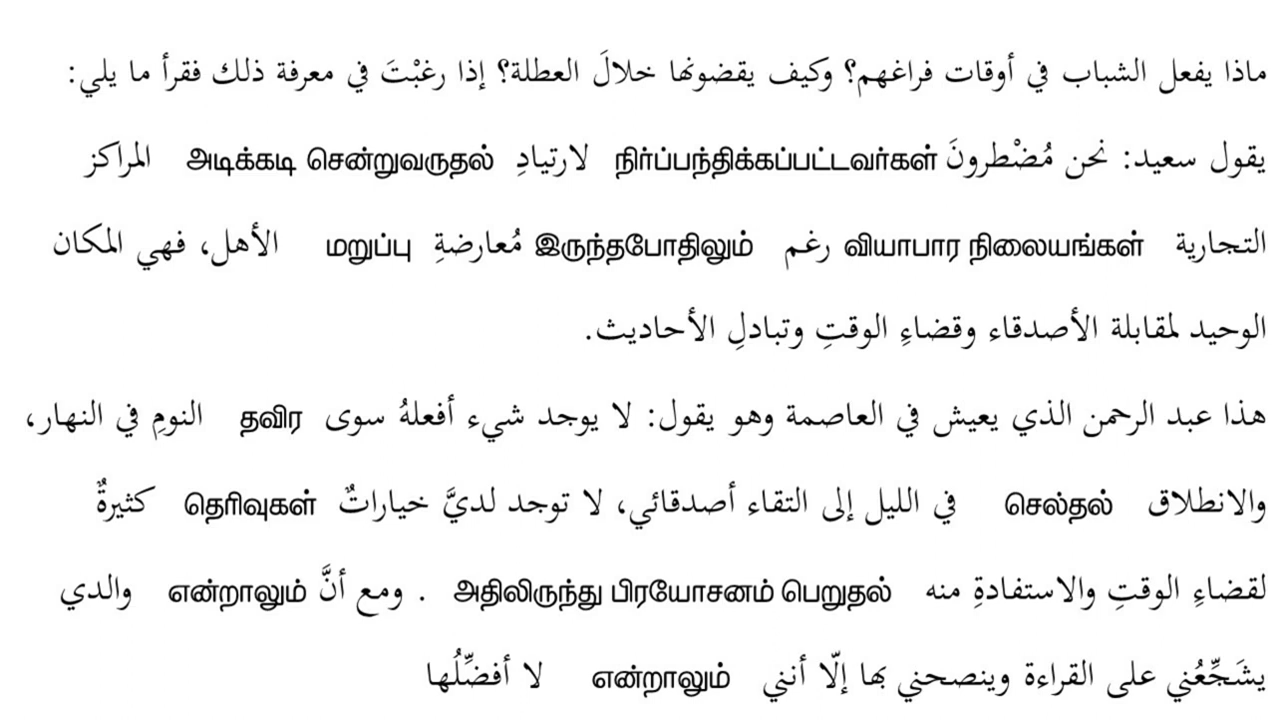 ماذا يفعل الشباب في أوقات فراغهم؟ وكيف يقضونها خلالَ العطلة؟ إذا رغبْتَ في معرفة ذلك فقرأ ما يلي:
يقول سعيد: نحن مُضْطرونَ நிர்ப்பந்திக்கப்பட்டவர்கள் لارتيادِ அடிக்கடி சென்றுவருதல் المراكز
التجارية வியாபார நிலையங்கள் رغم இருந்தபோதிலும் مُعارضةِ மறுப்பு الأهل، فهي المكان
الوحيد لمقابلة الأصدقاء وقضاءِ الوقتِ وتبادلِ الأحاديث.
هذا عبد الرحمن الذي يعيش في العاصمة وهو يقول: لا يوجد شيء أفعلهُ سوى தவிர النومِ في النهار،
والانطلاق செல்தல் في الليل إلى التقاء أصدقائي، لا توجد لديَّ خياراتٌ தெரிவுகள் كثيرةٌ
لقضاءِ الوقتِ والاستفادةِ منه அதிலிருந்து பிரயோசனம் பெறுதல் . ومع أنَّ என்றாலும் والدي
يشَجِّعُني على القراءة وينصحني بها إلّا أنني என்றாலும் لا أفضِّلُها